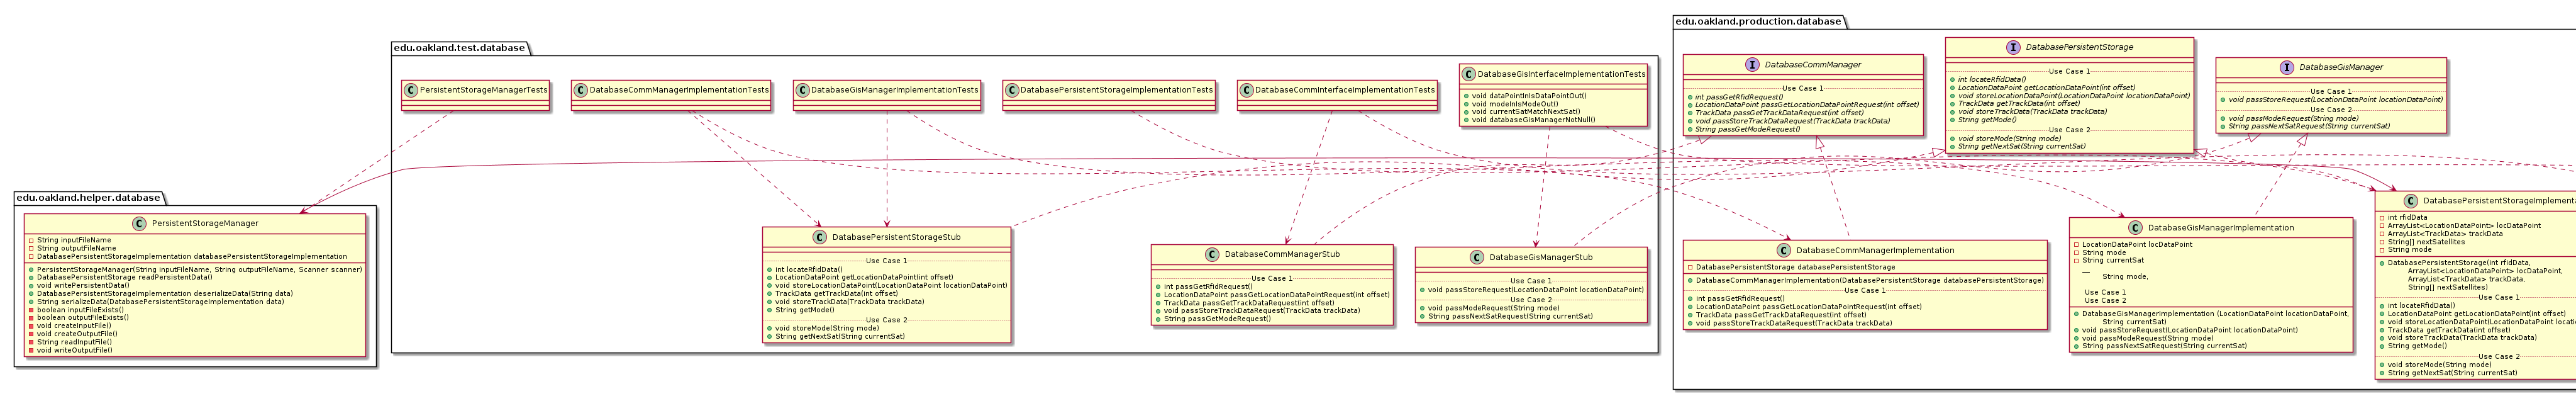 edu.oakland.helper.database
C PersistentStorageManager
String inputFileName
String outputFileName
DatabasePersistentStorageImplementation databasePersistentStorageImplementation
PersistentStorageManager(String inputFileName, String outputFileName, Scanner scanner)
DatabasePersistentStorage readPersistentData()
void writePersistentData()
DatabasePersistentStorageImplementation deserializeData(String data)
String serializeData(DatabasePersistentStorageImplementation data)
boolean inputFileExists()
boolean outputFileExists()
void createInputFile()
void createOutputFile()
String readInputFile()
void writeOutputFile()
edu.oakland.test.database
C PersistentStorageManagerTests
C DatabaseCommManagerImplementationTests
C DatabaseGisManagerImplementationTests
C DatabasePersistentStorageImplementationTests
C DatabaseCommInterfaceImplementationTests
C DatabaseGisInterfaceImplementationTests
void dataPointInIsDataPointOut()
void modeInIsModeOut()
void currentSatMatchNextSat()
void databaseGisManagerNotNull()
C DatabasePersistentStorageStub
Use Case 1
int locateRfidData()
LocationDataPoint getLocationDataPoint(int offset)
void storeLocationDataPoint(LocationDataPoint locationDataPoint)
TrackData getTrackData(int offset)
void storeTrackData(TrackData trackData)
String getMode()
Use Case 2
void storeMode(String mode)
String getNextSat(String currentSat)
C DatabaseCommManagerStub
Use Case 1
int passGetRfidRequest()
LocationDataPoint passGetLocationDataPointRequest(int offset)
TrackData passGetTrackDataRequest(int offset)
void passStoreTrackDataRequest(TrackData trackData)
String passGetModeRequest()
C DatabaseGisManagerStub
Use Case 1
void passStoreRequest(LocationDataPoint locationDataPoint)
Use Case 2
void passModeRequest(String mode)
String passNextSatRequest(String currentSat)
edu.oakland.production.database
I DatabaseCommManager
Use Case 1
int passGetRfidRequest()
LocationDataPoint passGetLocationDataPointRequest(int offset)
TrackData passGetTrackDataRequest(int offset)
void passStoreTrackDataRequest(TrackData trackData)
String passGetModeRequest()
I DatabasePersistentStorage
Use Case 1
int locateRfidData()
LocationDataPoint getLocationDataPoint(int offset)
void storeLocationDataPoint(LocationDataPoint locationDataPoint)
TrackData getTrackData(int offset)
void storeTrackData(TrackData trackData)
String getMode()
Use Case 2
void storeMode(String mode)
String getNextSat(String currentSat)
I DatabaseGisManager
Use Case 1
void passStoreRequest(LocationDataPoint locationDataPoint)
Use Case 2
void passModeRequest(String mode)
String passNextSatRequest(String currentSat)
C DatabaseCommManagerImplementation
DatabasePersistentStorage databasePersistentStorage
DatabaseCommManagerImplementation(DatabasePersistentStorage databasePersistentStorage)
Use Case 1
int passGetRfidRequest()
LocationDataPoint passGetLocationDataPointRequest(int offset)
TrackData passGetTrackDataRequest(int offset)
void passStoreTrackDataRequest(TrackData trackData)
C DatabaseGisManagerImplementation
LocationDataPoint locDataPoint
String mode
String currentSat
__
String mode,
Use Case 1
Use Case 2
DatabaseGisManagerImplementation (LocationDataPoint locationDataPoint,
String currentSat)
void passStoreRequest(LocationDataPoint locationDataPoint)
void passModeRequest(String mode)
String passNextSatRequest(String currentSat)
C DatabasePersistentStorageImplementa
int rfidData
ArrayList<LocationDataPoint> locDataPoint
ArrayList<TrackData> trackData
String[] nextSatellites
String mode
DatabasePersistentStorage(int rfidData,
ArrayList<LocationDataPoint> locDataPoint,
ArrayList<TrackData> trackData,
String[] nextSatellites)
Use Case 1
int locateRfidData()
LocationDataPoint getLocationDataPoint(int offset)
void storeLocationDataPoint(LocationDataPoint locatio
TrackData getTrackData(int offset)
void storeTrackData(TrackData trackData)
String getMode()
Use Case 2
void storeMode(String mode)
String getNextSat(String currentSat)